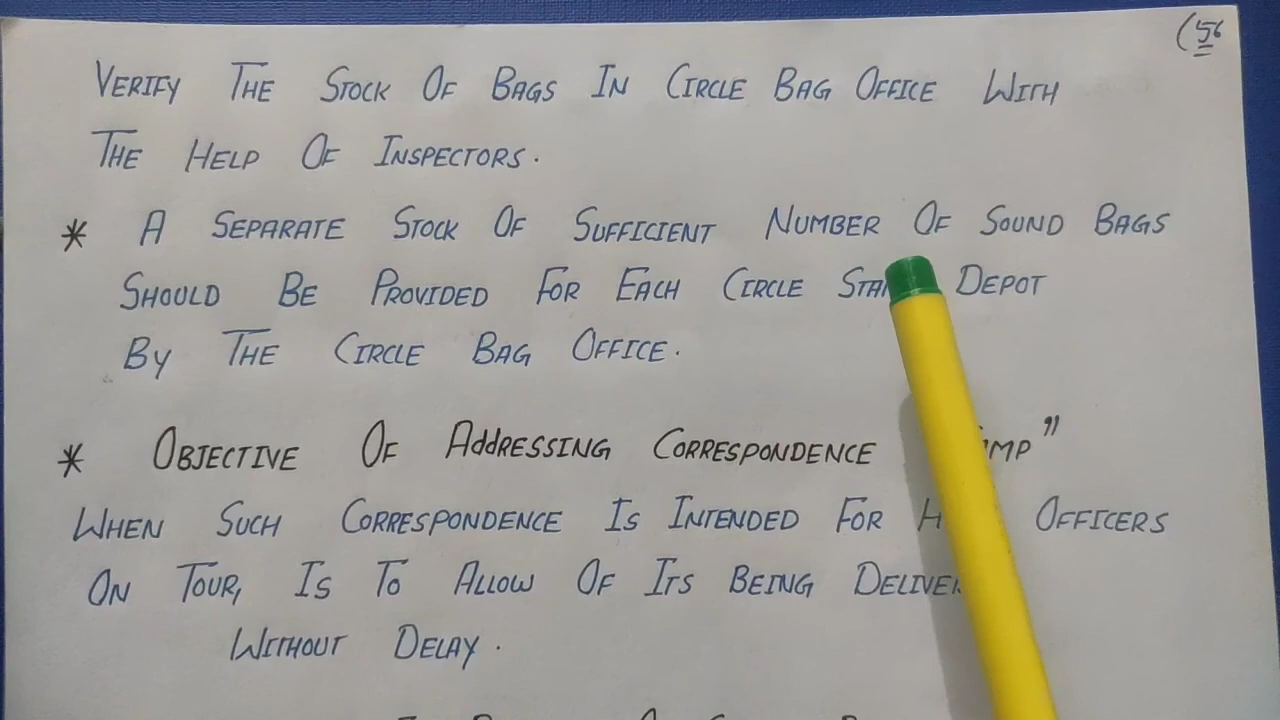 (56
VERIFY THE STOCK OF BAGS IN CIRCLE BAG OFFICE WITH
THE HELP OF INSPECTORS.
* A SEPARATE STOCK OF SUFFICIENT NUMBER OF SOUND BAGS
SHOULD BE PROVIDED FOR EACH CIRCLE DEPOT
BY THE CIRCLE BAG OFFICE.
* OBJECTIVE OF ADDRESSING CORRESPONDENCE
WHEN SUCH CORRESPONDENCE IS INTENDED FOR OFFICERS
ON TOUR, IS TO ALLOW OF ITS BEING
WITHOUT DELAY.